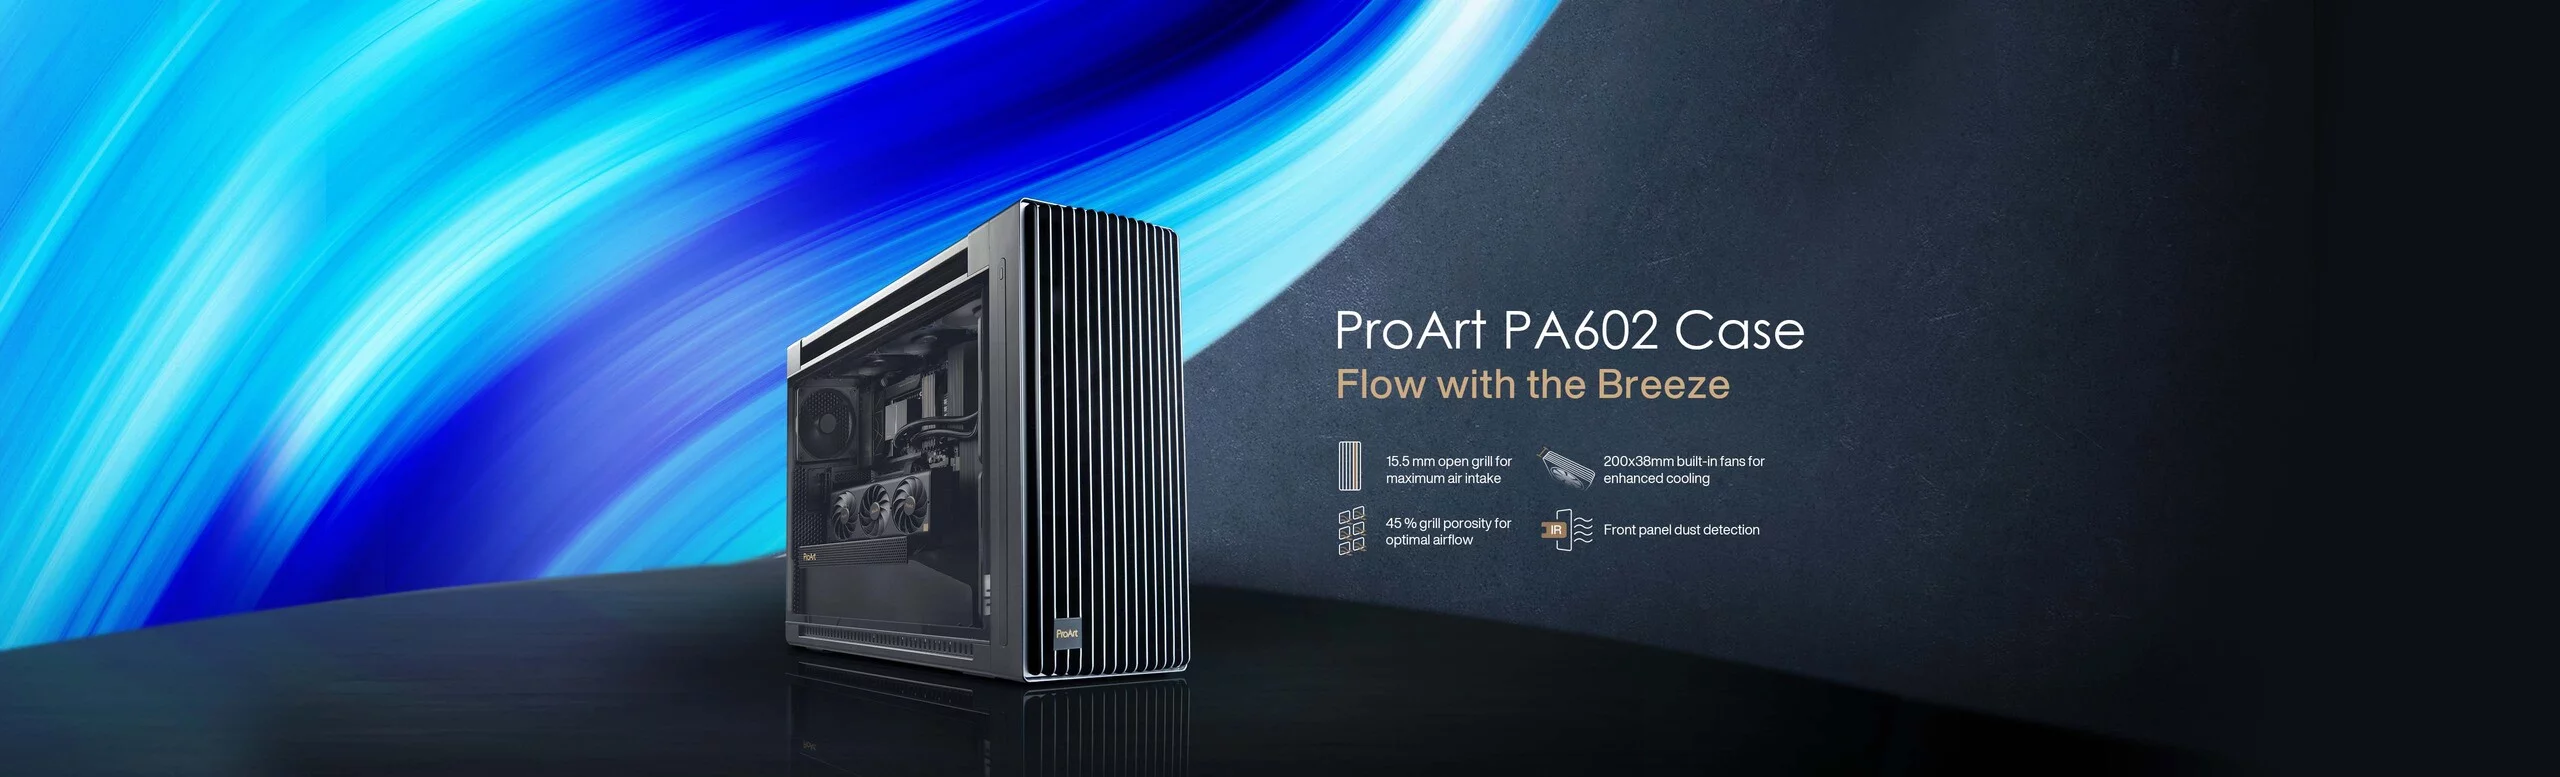 ProArt PA602 Case
Flow with the Breeze
15.5 mm open grill for
maximum air intake
200x38mm built-in fans for
enhanced cooling
45 % grill porosity for
optimal airflow
IR
Front panel dust detection
ProArt
ProArt